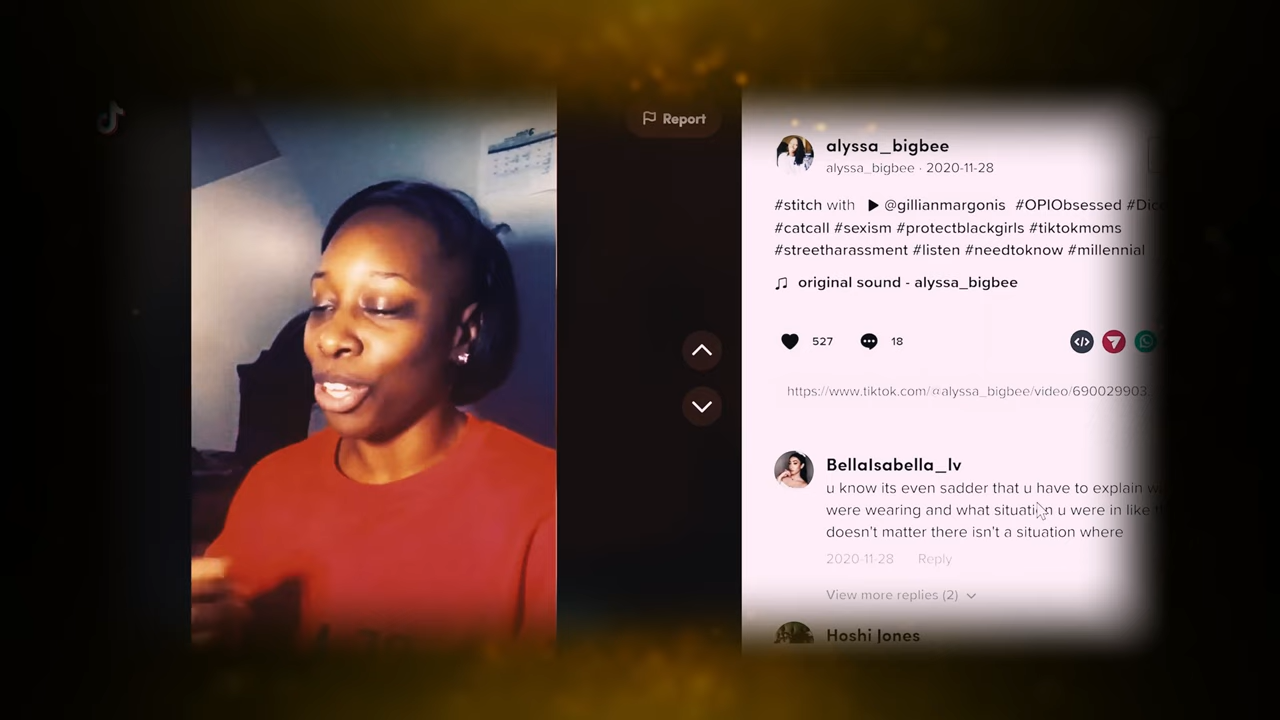 Report
alyssa_bigbee
alyssa_bigbee · 2020-11-28
#stitch with ▶ @gillianmargonis #OPIObsessed
#catcall #sexism #protectblackgirls #tiktokmoms
#streetharassment #listen #needtoknow #millennial
♫ original sound - alyssa_bigbee
527 18
https://www.tiktok.com/@alyssa_bigbee/video/690029903...
BellaIsabella_lv
u know its even sadder that u have to explain
were wearing and what situation u were in like
doesn't matter there isn't a situation where
2020-11-28 Reply
View more replies (2)
Hoshi Jones